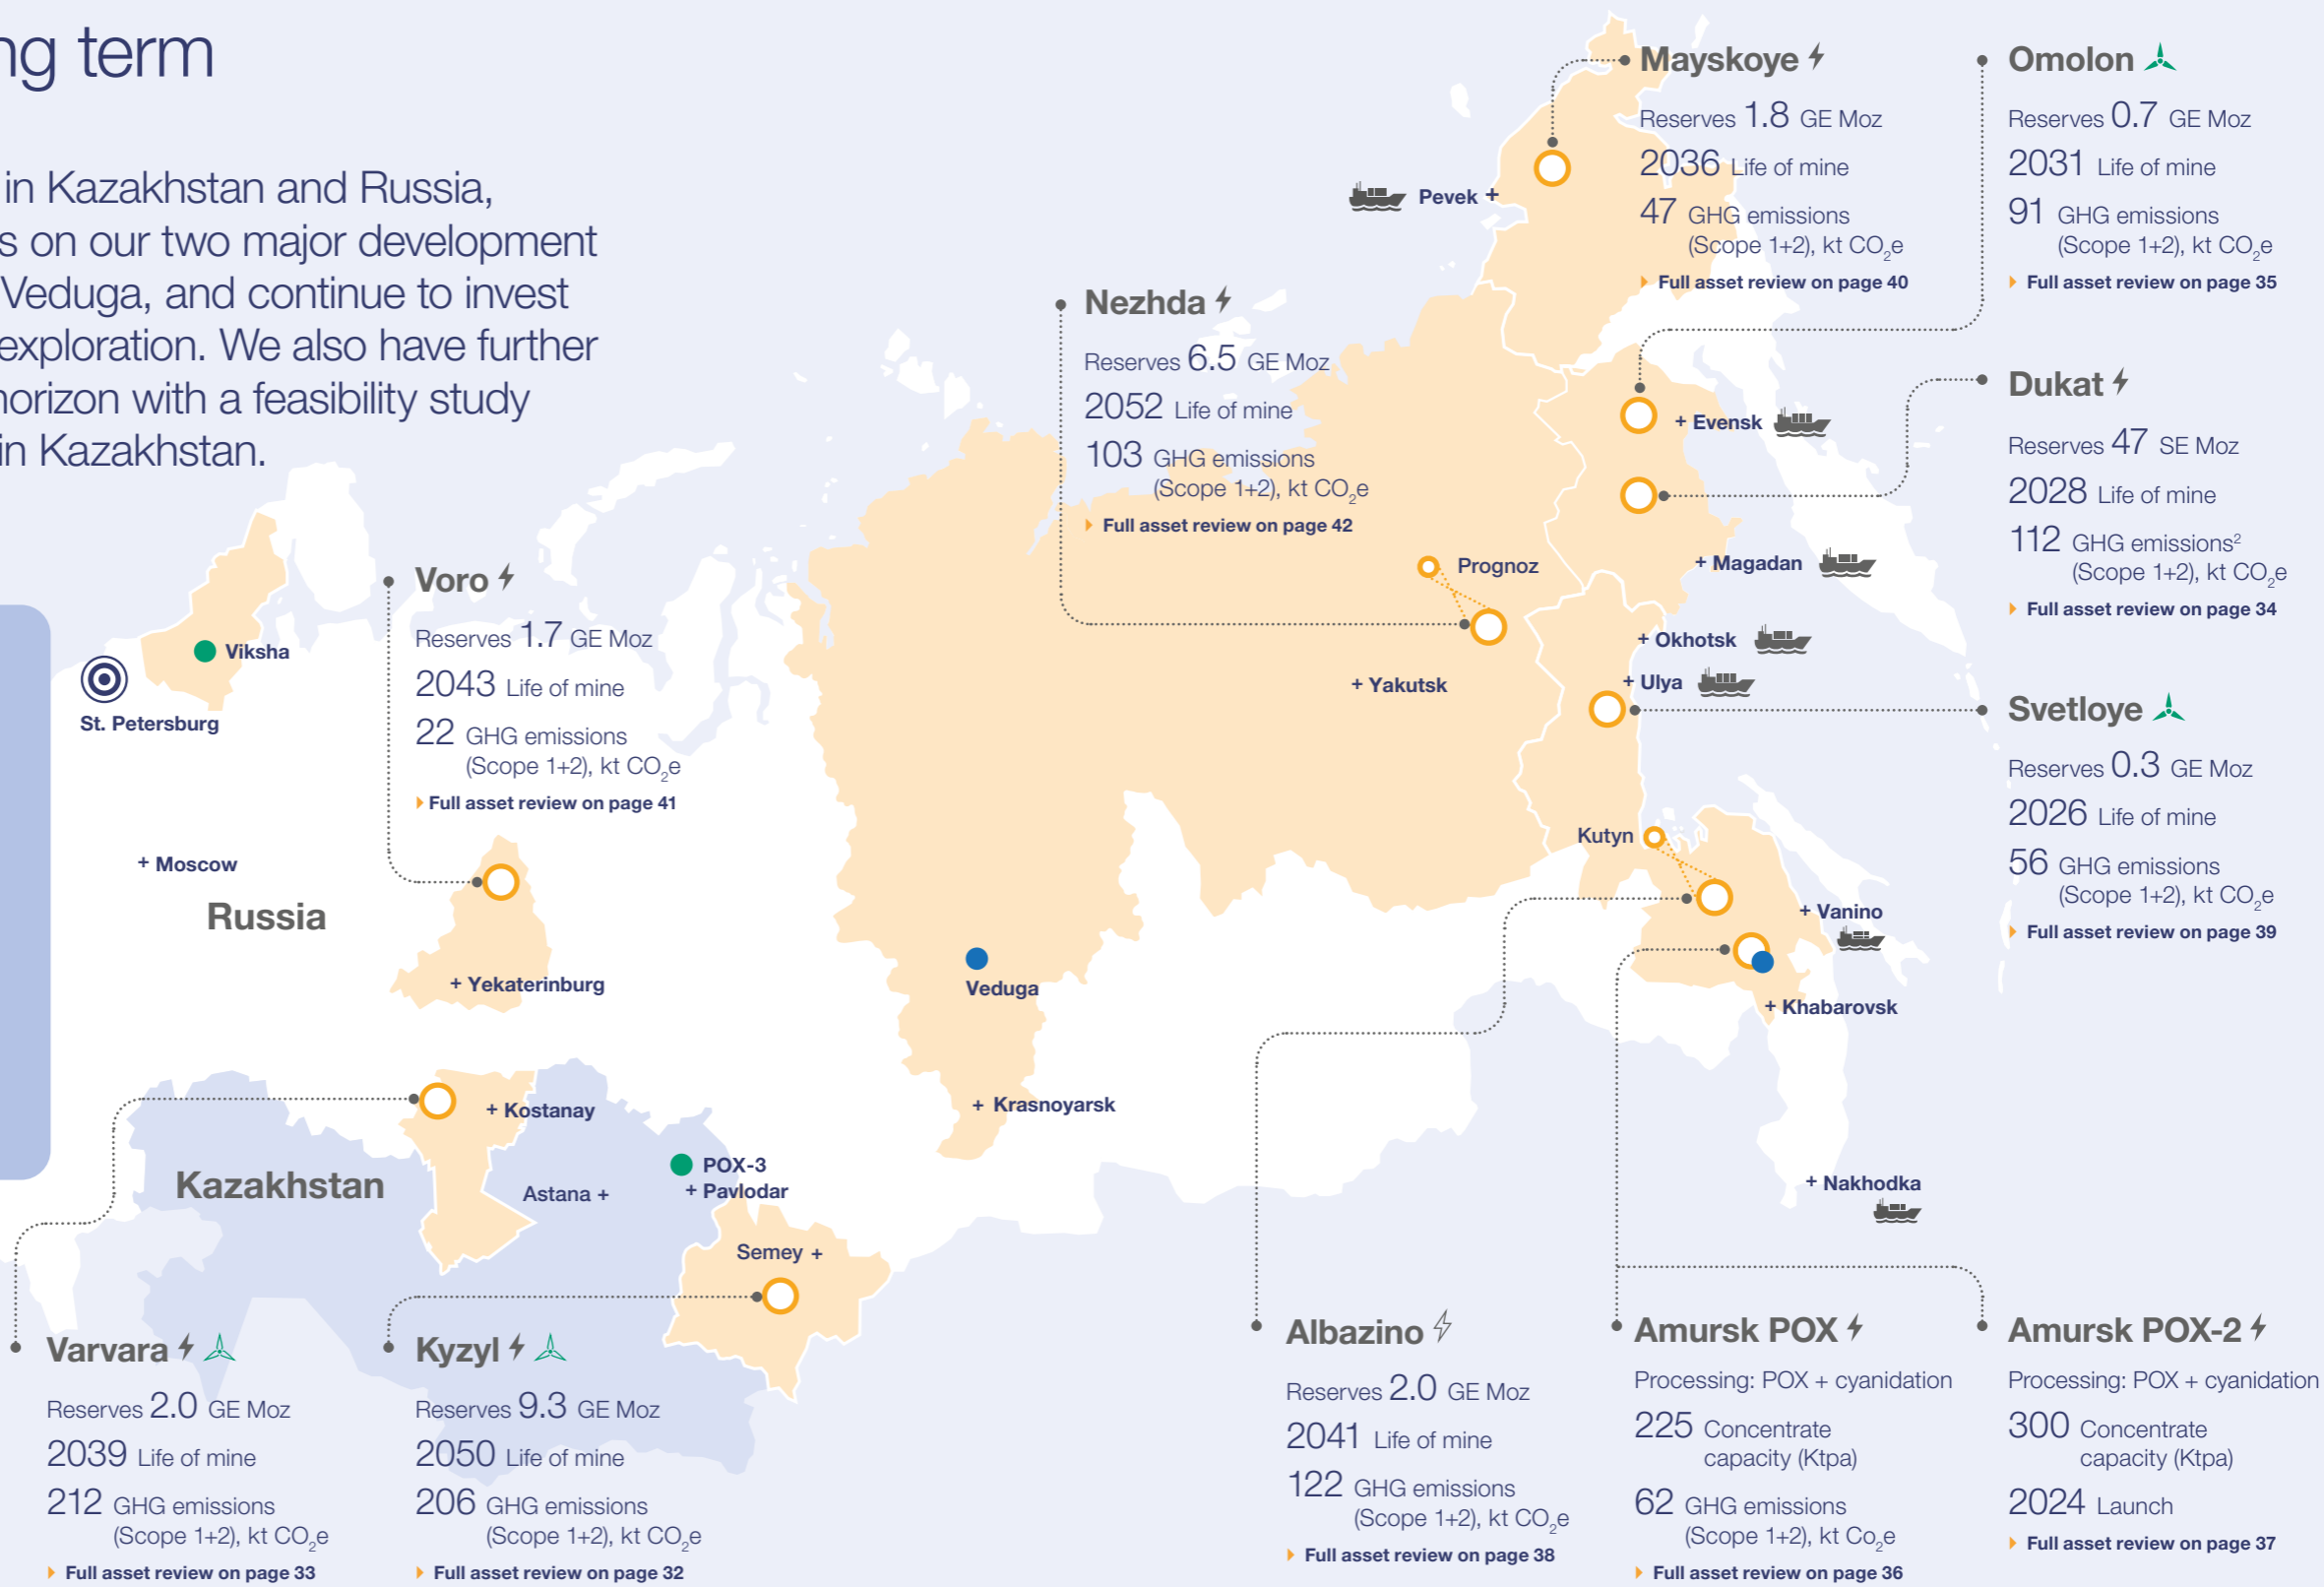 ng term
in Kazakhstan and Russia,
s on our two major development
Veduga, and continue to invest
exploration. We also have further
horizon with a feasibility study
in Kazakhstan.
Mayskoye
Reserves 1.8 GE Moz
2036 Life of mine
47 GHG emissions
(Scope 1+2), kt CO₂e
Full asset review on page 40
Omolon
Reserves 0.7 GE Moz
2031 Life of mine
91 GHG emissions
(Scope 1+2), kt CO₂e
Full asset review on page 35
Pevek +
Nezhda
Reserves 6.5 GE Moz
2052 Life of mine
103 GHG emissions
(Scope 1+2), kt CO₂e
Full asset review on page 42
+ Evensk
Dukat
Reserves 47 SE Moz
2028 Life of mine
112 GHG emissions²
(Scope 1+2), kt CO₂e
Full asset review on page 34
Prognoz
+ Magadan
+ Okhotsk
+ Ulya
+ Yakutsk
Voro
Reserves 1.7 GE Moz
2043 Life of mine
22 GHG emissions
(Scope 1+2), kt CO₂e
Full asset review on page 41
Viksha
St. Petersburg
+ Moscow
Russia
+ Yekaterinburg
Svetloye
Reserves 0.3 GE Moz
2026 Life of mine
56 GHG emissions
(Scope 1+2), kt CO₂e
Full asset review on page 39
Kutyn
+ Vanino
Veduga
+ Khabarovsk
+ Krasnoyarsk
+ Kostanay
POX-3
+ Pavlodar
Kazakhstan
Astana +
Semey +
+ Nakhodka
Varvara
Reserves 2.0 GE Moz
2039 Life of mine
212 GHG emissions
(Scope 1+2), kt CO₂e
Full asset review on page 33
Kyzyl
Reserves 9.3 GE Moz
2050 Life of mine
206 GHG emissions
(Scope 1+2), kt CO₂e
Full asset review on page 32
Albazino
Reserves 2.0 GE Moz
2041 Life of mine
122 GHG emissions
(Scope 1+2), kt CO₂e
Full asset review on page 38
Amursk POX
Processing: POX + cyanidation
225 Concentrate
capacity (Ktpa)
62 GHG emissions
(Scope 1+2), kt Co₂e
Full asset review on page 36
Amursk POX-2
Processing: POX + cyanidation
300 Concentrate
capacity (Ktpa)
2024 Launch
Full asset review on page 37